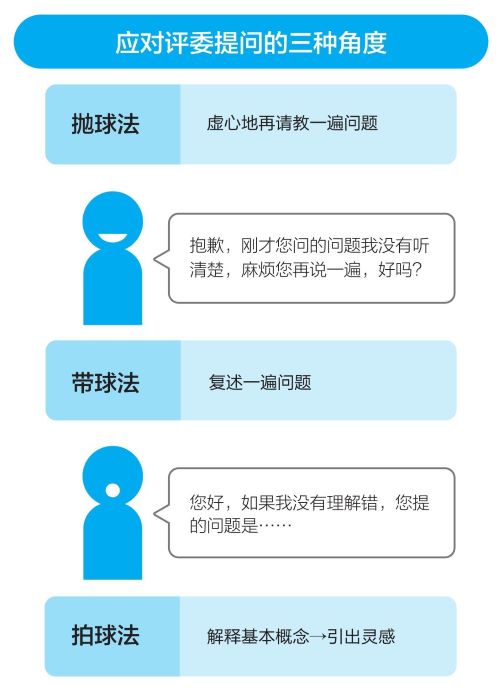 应对评委提问的三种角度
抛球法
虚心地再请教一遍问题
抱歉，刚才您问的问题我没有听
清楚，麻烦您再说一遍，好吗？
带球法
复述一遍问题
您好，如果我没有理解错，您提
的问题是……
拍球法
解释基本概念→引出灵感